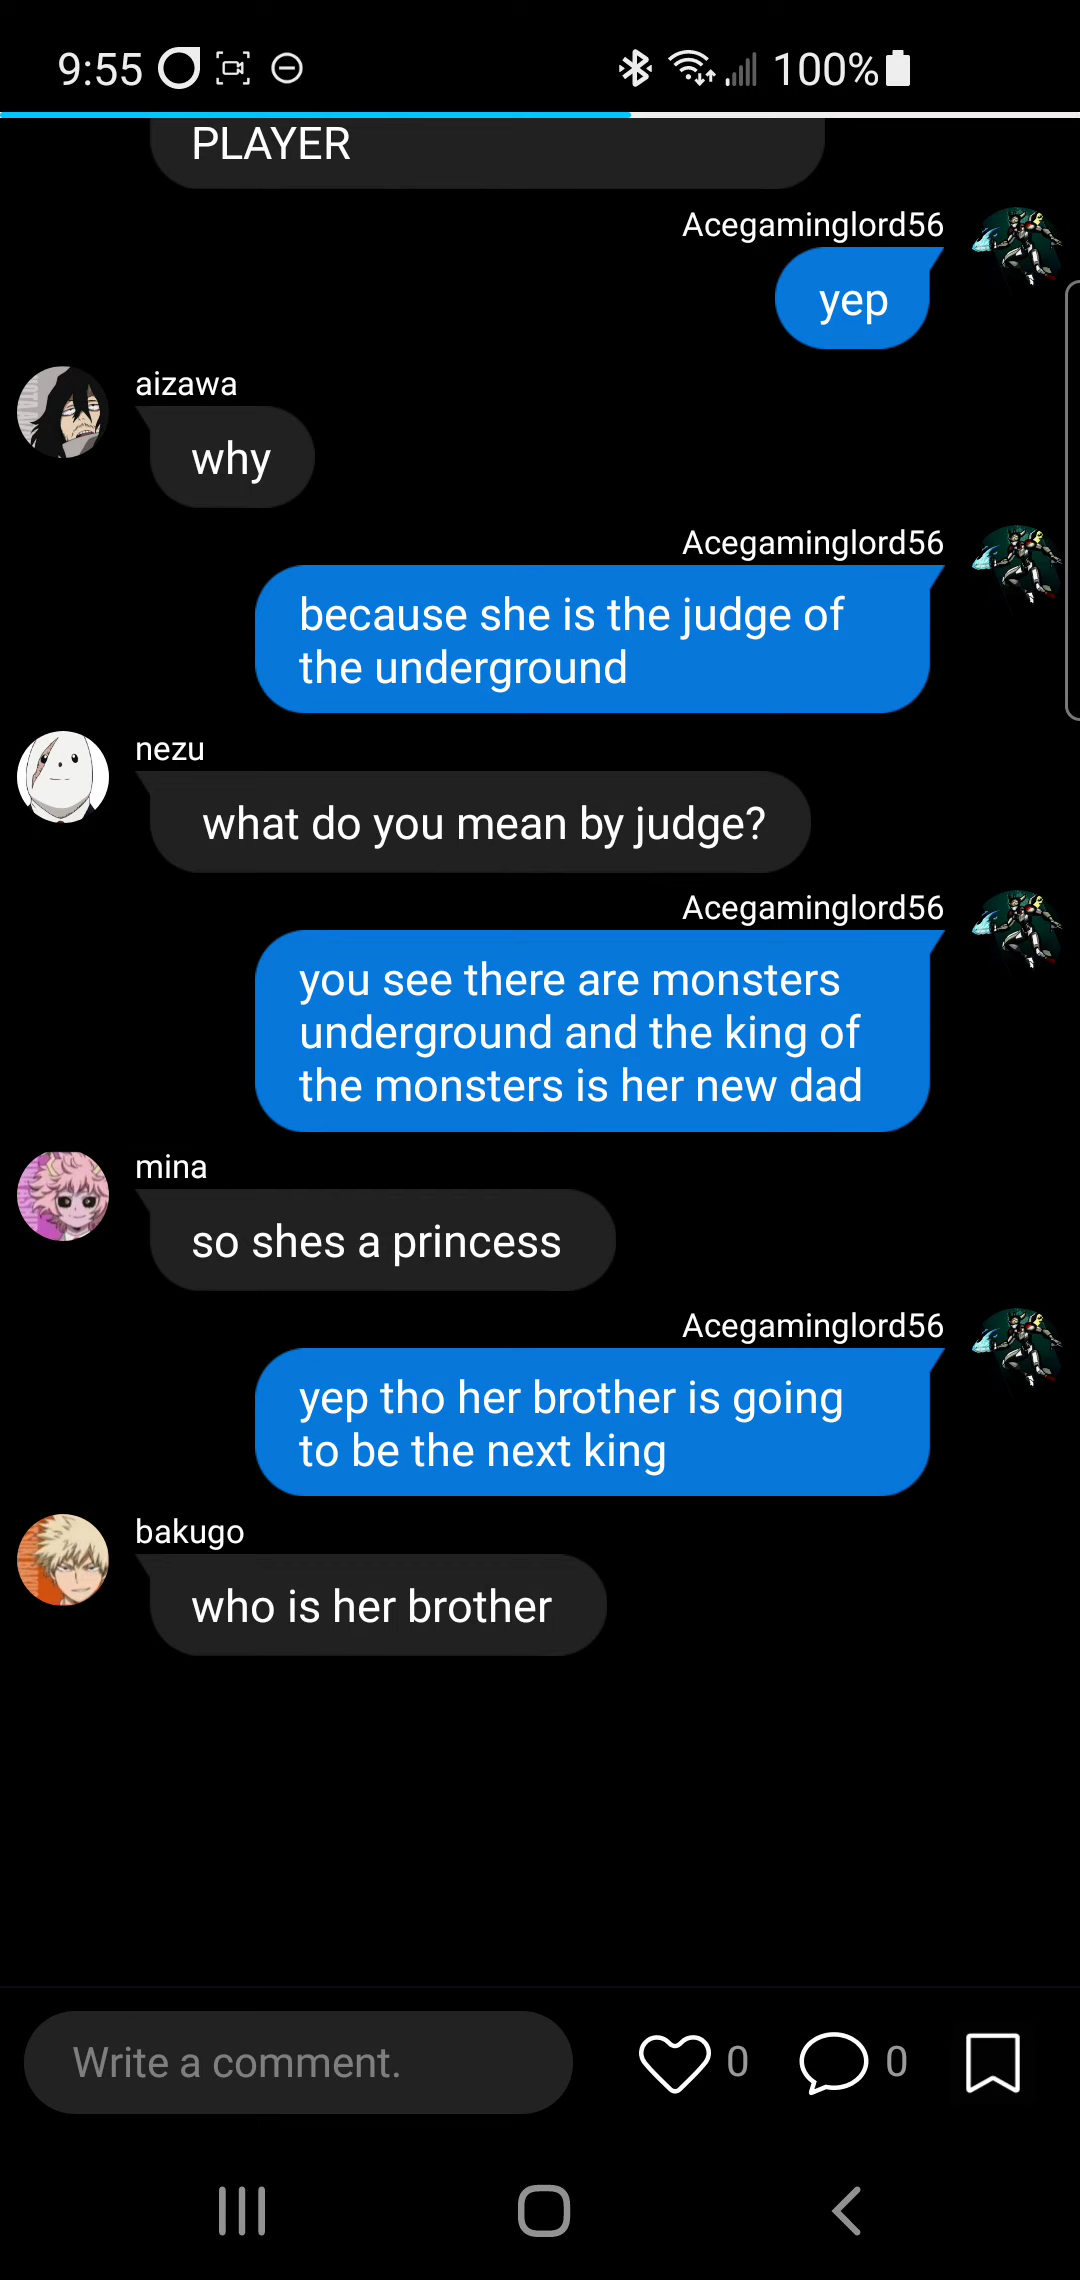 9:55
100%
PLAYER
Acegaminglord56
yep
aizawa
why
Acegaminglord56
because she is the judge of
the underground
nezu
what do you mean by judge?
Acegaminglord56
you see there are monsters
underground and the king of
the monsters is her new dad
mina
so shes a princess
Acegaminglord56
yep tho her brother is going
to be the next king
bakugo
who is her brother
Write a comment.
0
0